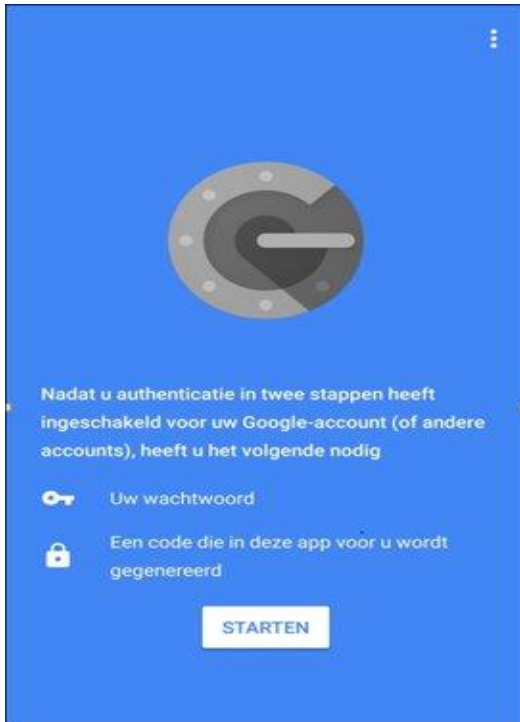 Nadat u authenticatie in twee stappen heeft
ingeschakeld voor uw Google-account (of andere
accounts), heeft u het volgende nodig
Uw wachtwoord
Een code die in deze app voor u wordt
gegenereerd
STARTEN